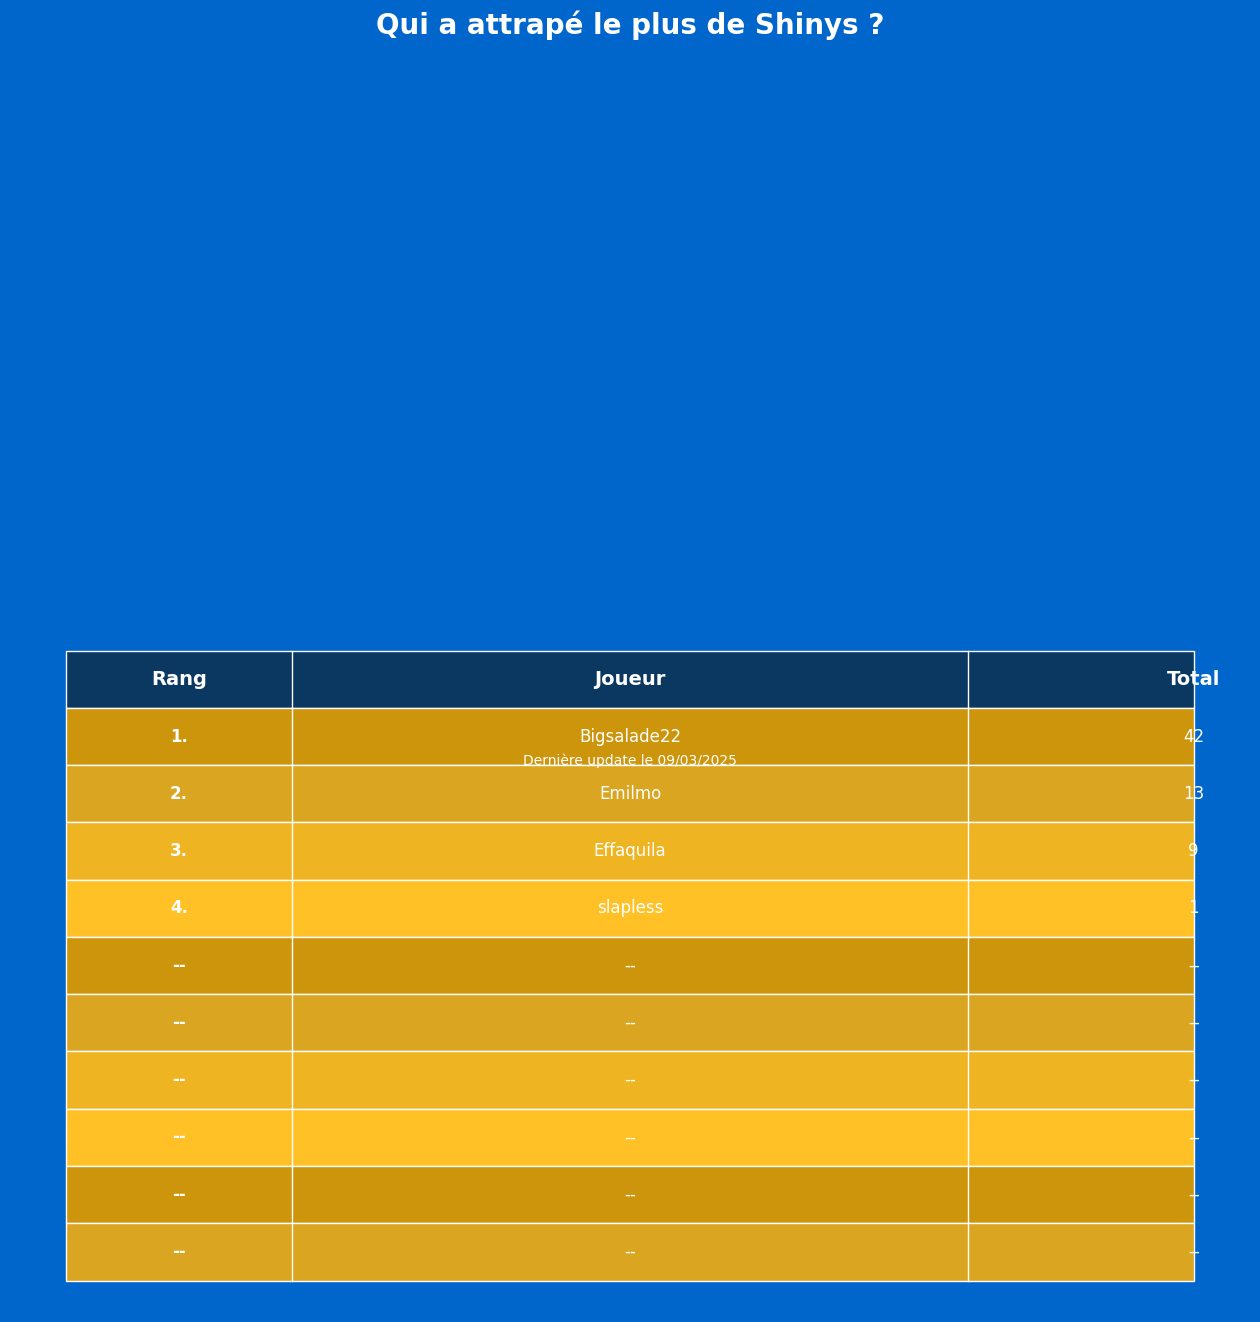 Qui a attrapé le plus de Shinys ?
Rang Joueur Total
1. Bigsalade22 42
Dernière update le 09/03/2025
2. Emilmo 13
3. Effaquila 9
4. slapless 1
-- -- --
-- -- --
-- -- --
-- -- --
-- -- --
-- -- --